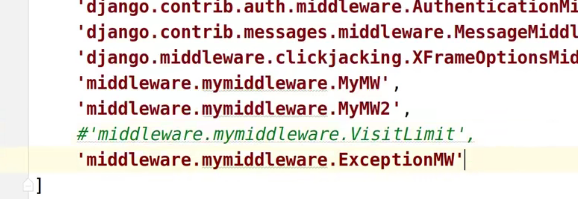 'django.contrib.auth.middleware.AuthenticationMi
'django.contrib.messages.middleware.MessageMiddl
'django.middleware.clickjacking.XFrameOptionsMid
'middleware.mymiddleware.MyMW',
'middleware.mymiddleware.MyMW2',
#'middleware.mymiddleware.VisitLimit',
'middleware.mymiddleware.ExceptionMW'
]